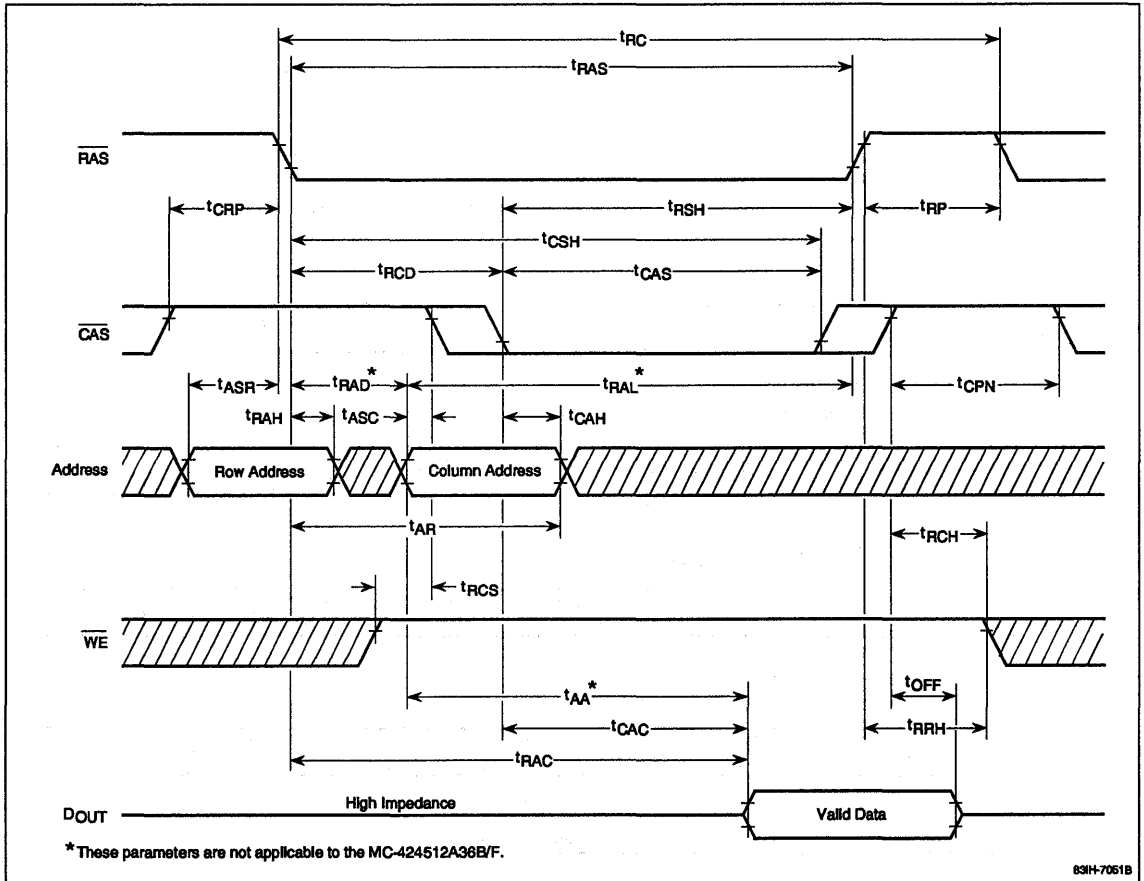 tRC
tRAS
RAS
tCRP
tRSH
tRP
tCSH
tRCD
tCAS
CAS
tASR
tRAD*
tRAL*
tCPN
tRAH
tASC
tCAH
Address
Row Address
Column Address
tAR
tRCH
tRCS
WE
tOFF
tAA*
tCAC
tRRH
tRAC
High Impedance
DOUT
Valid Data
* These parameters are not applicable to the MC-424512A36B/F.
83IH-7051B